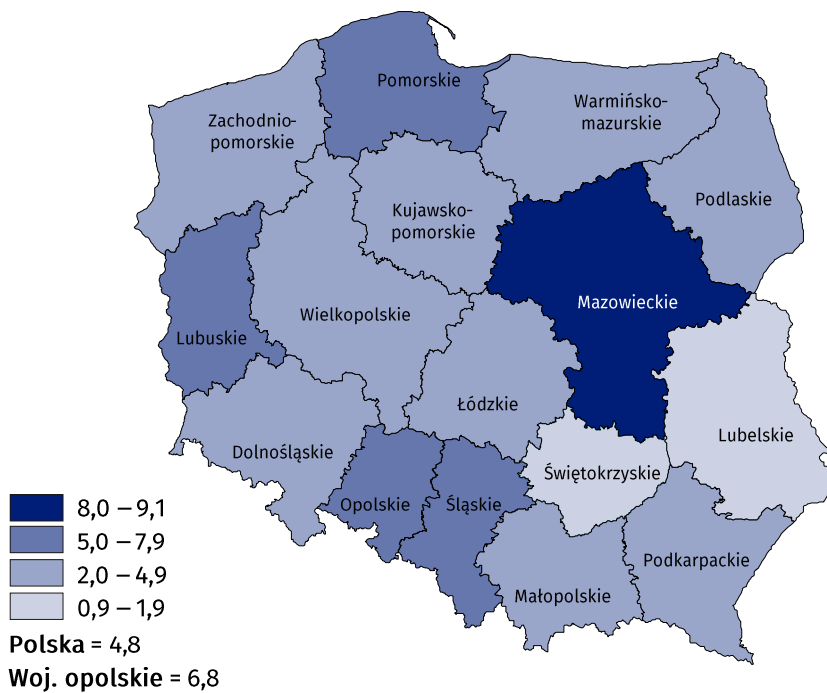 Pomorskie
Warmińsko-
mazurskie
Zachodnio-
pomorskie
Podlaskie
Kujawsko-
pomorskie
Mazowieckie
Wielkopolskie
Lubuskie
Łódzkie
Lubelskie
Dolnośląskie
Świętokrzyskie
Opolskie
Śląskie
Podkarpackie
Małopolskie
8,0 – 9,1
5,0 – 7,9
2,0 – 4,9
0,9 – 1,9
Polska = 4,8
Woj. opolskie = 6,8